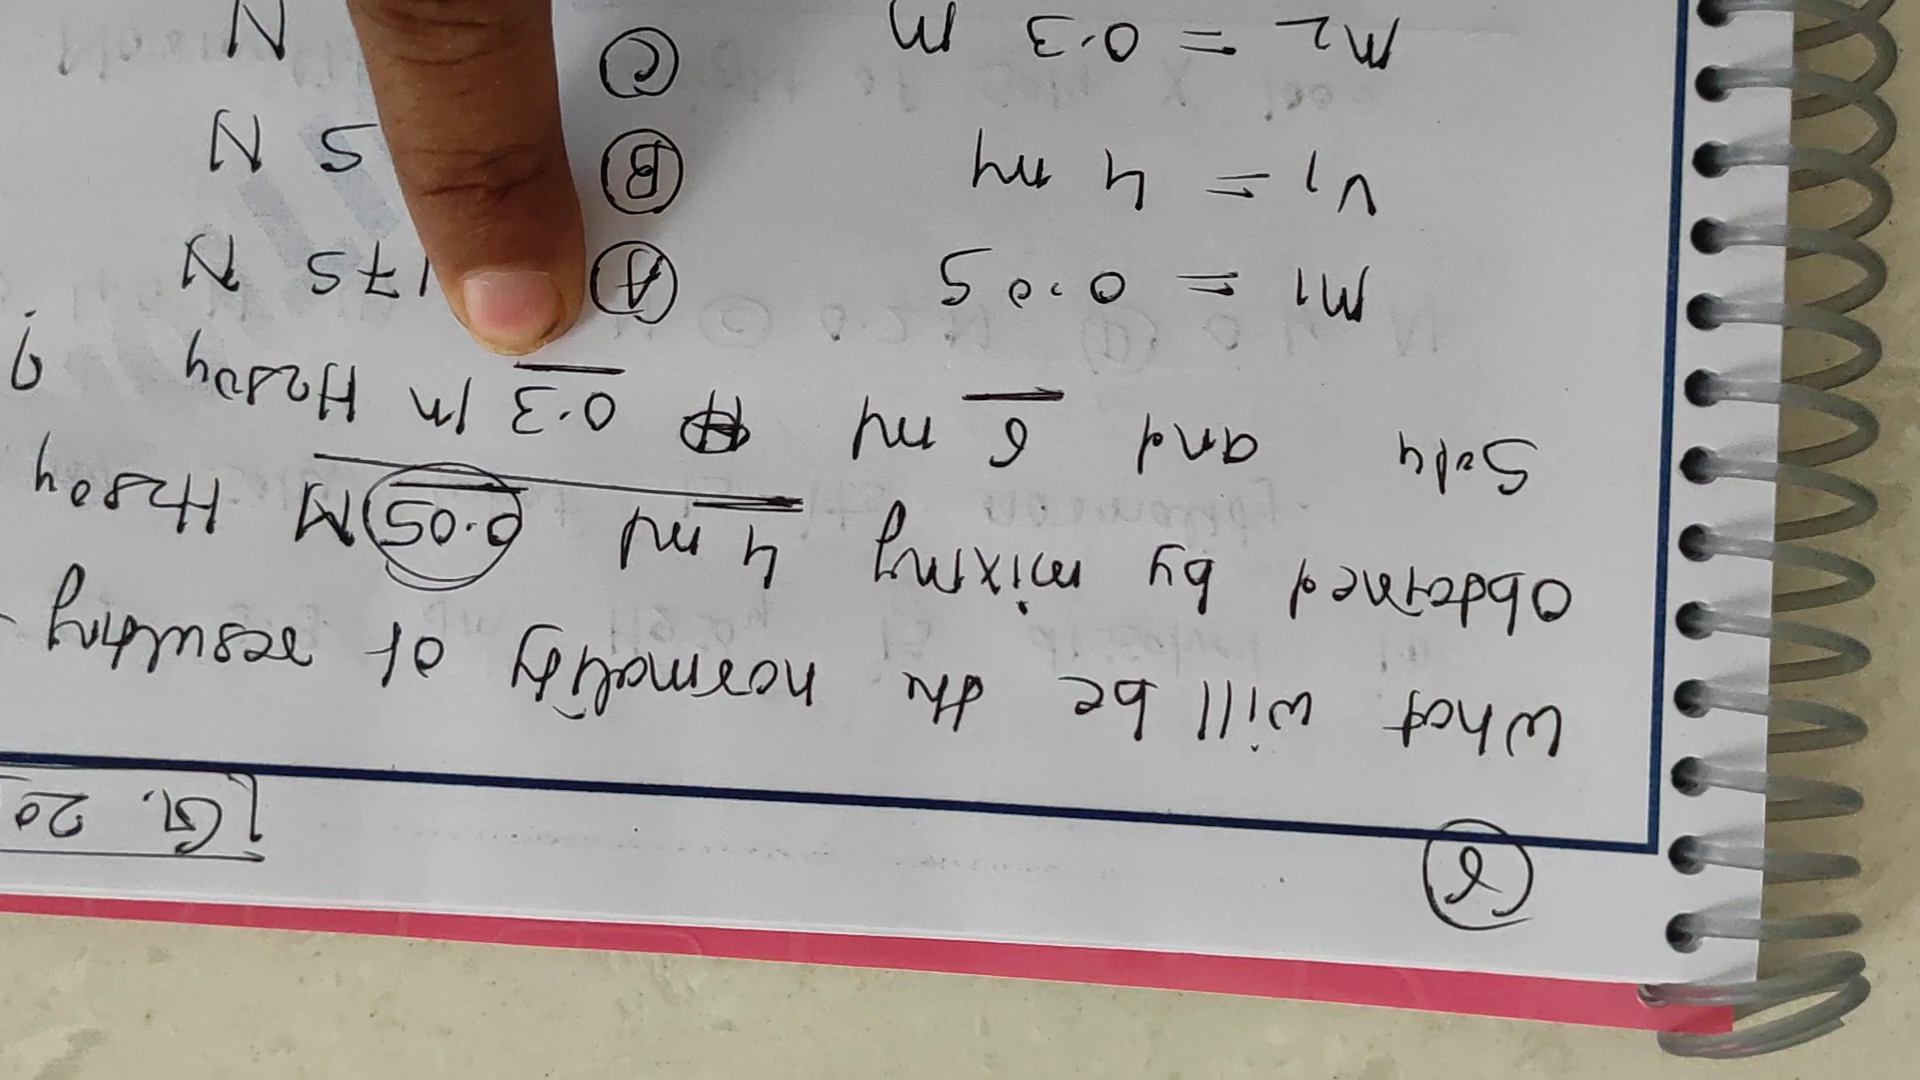 8
[G. 20
What will be the normality of resulting
obtained by mixing 4 ml 0.05 M H2SO4
Soln and 6 ml 0.3 M H2SO4 ?
M1 = 0.05
A 175 N
V1 = 4 ml
B 5 N
M2 = 0.3 M
C N